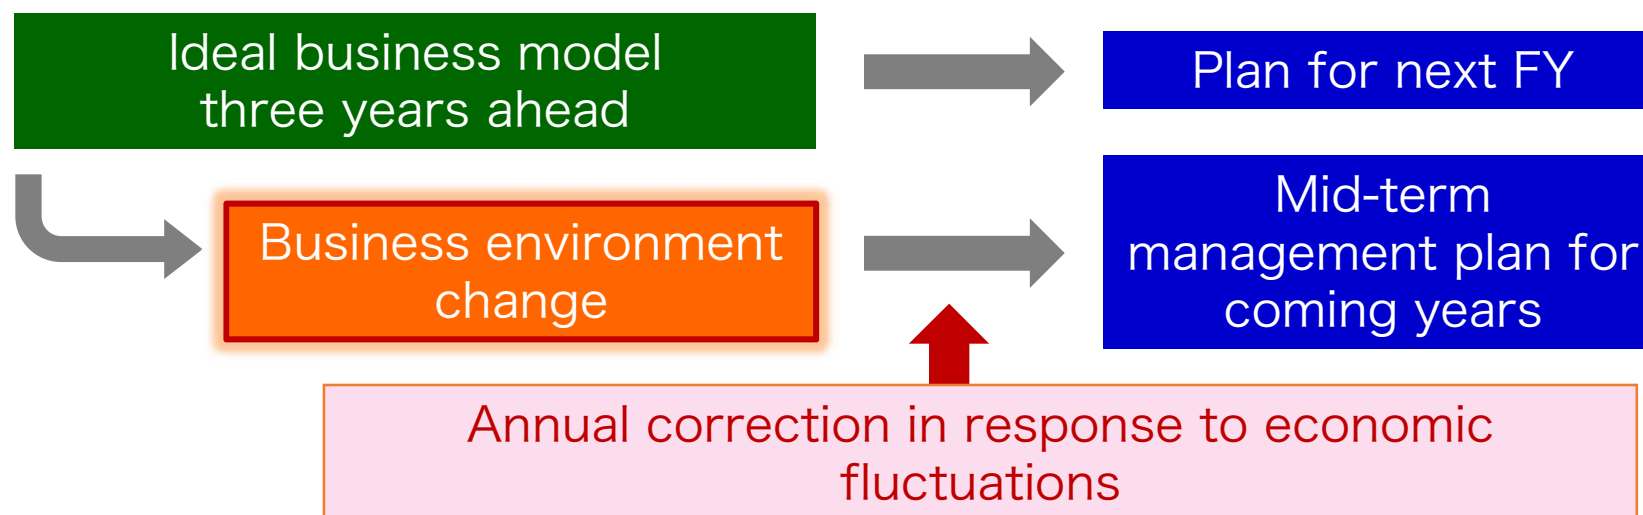 Ideal business model
three years ahead
Plan for next FY
Business environment
change
Mid-term
management plan for
coming years
Annual correction in response to economic
fluctuations